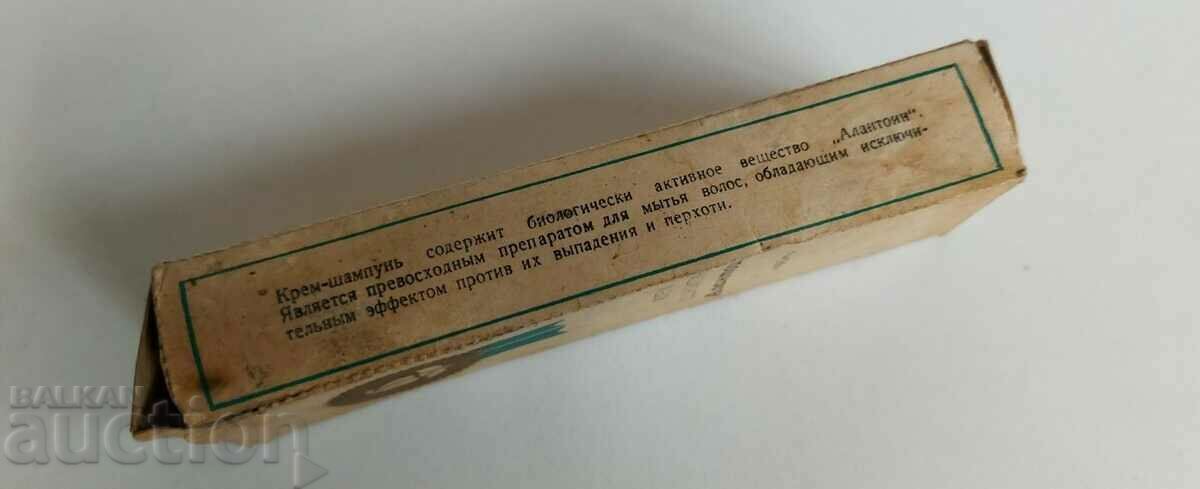 Крем-шампунь содержит биологически активное вещество „Алантоин".
Является превосходным препаратом для мытья волос, обладающим исключи-
тельным эффектом против их выпадения и перхоти.
BALKAN
auction